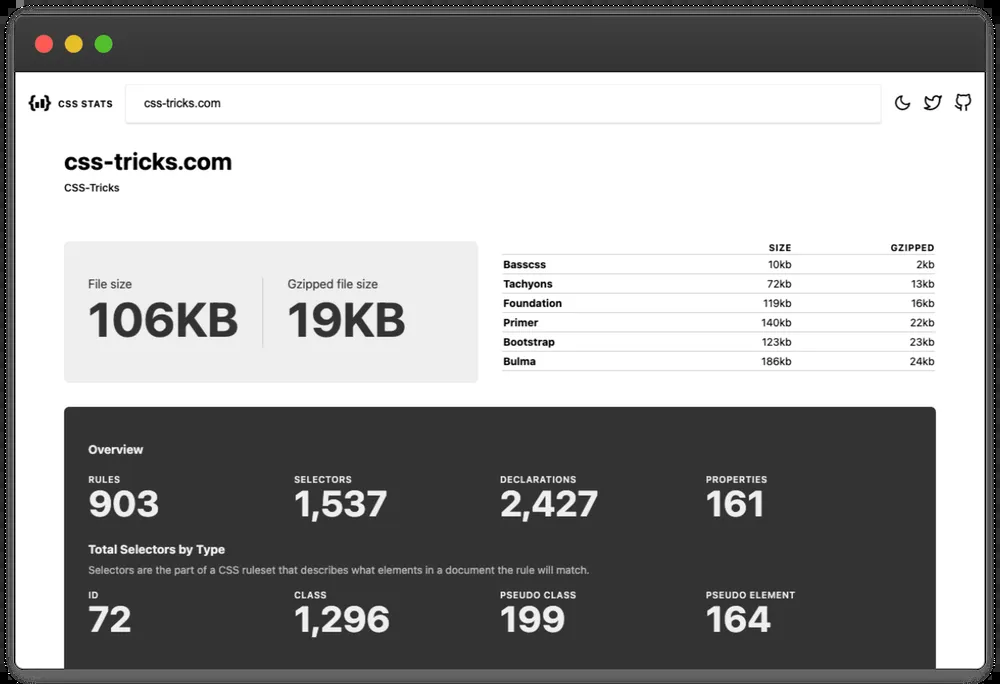 CSS STATS css-tricks.com
css-tricks.com
CSS-Tricks
File size Gzipped file size
106KB 19KB
SIZE GZIPPED
Basscss 10kb 2kb
Tachyons 72kb 13kb
Foundation 119kb 16kb
Primer 140kb 22kb
Bootstrap 123kb 23kb
Bulma 186kb 24kb
Overview
RULES SELECTORS DECLARATIONS PROPERTIES
903 1,537 2,427 161
Total Selectors by Type
Selectors are the part of a CSS ruleset that describes what elements in a document the rule will match.
ID CLASS PSEUDO CLASS PSEUDO ELEMENT
72 1,296 199 164